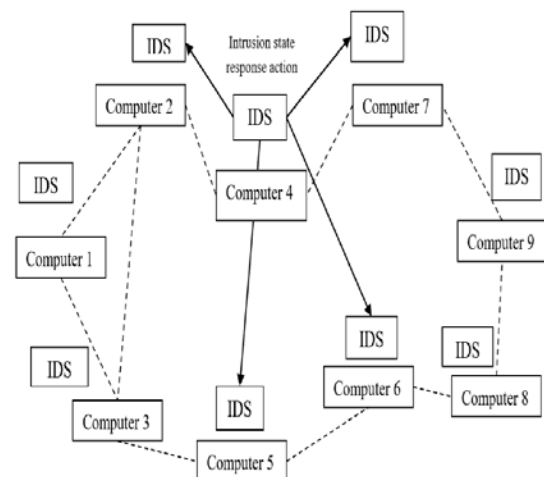 IDS
Intrusion state
response action
IDS
Computer 2
IDS
Computer 7
IDS
Computer 4
IDS
Computer 1
Computer 9
IDS
IDS
IDS
Computer 6
Computer 8
Computer 3
IDS
Computer 5